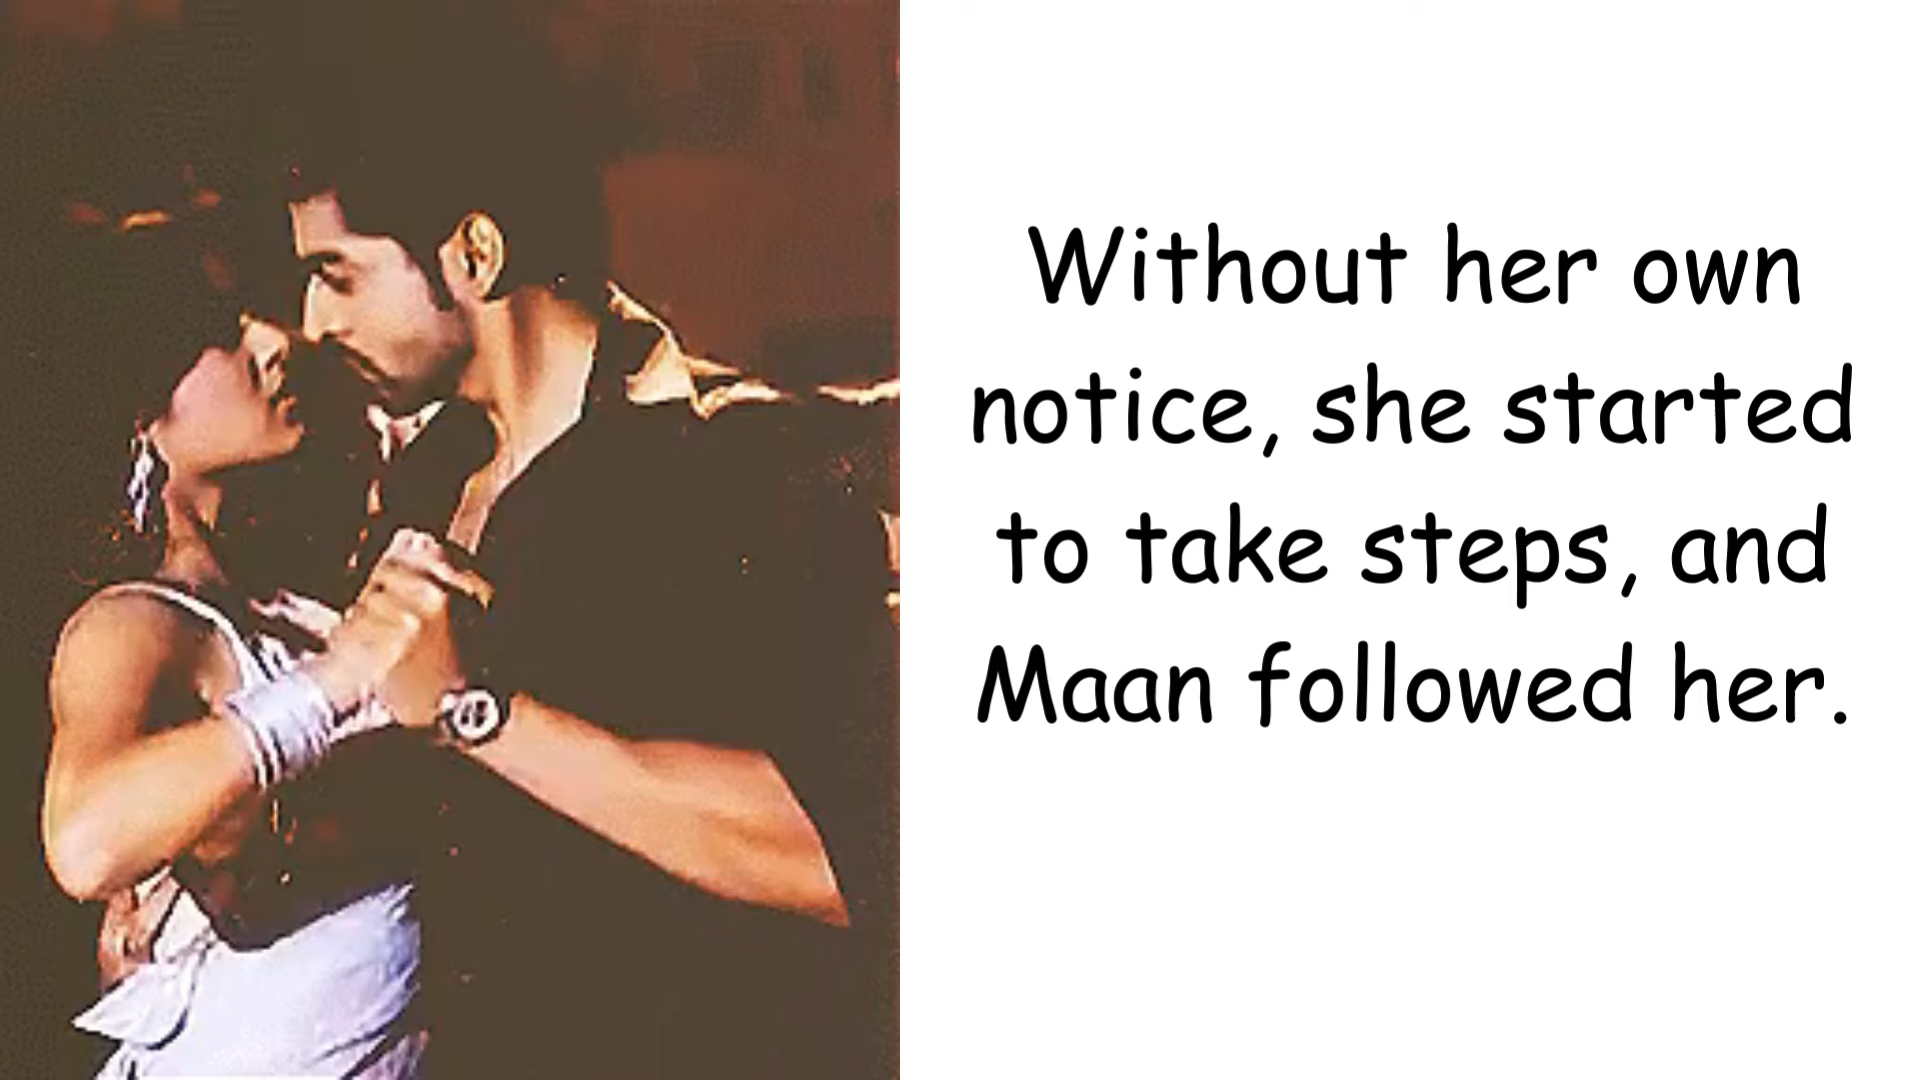 Without her own
notice, she started
to take steps, and
Maan followed her.